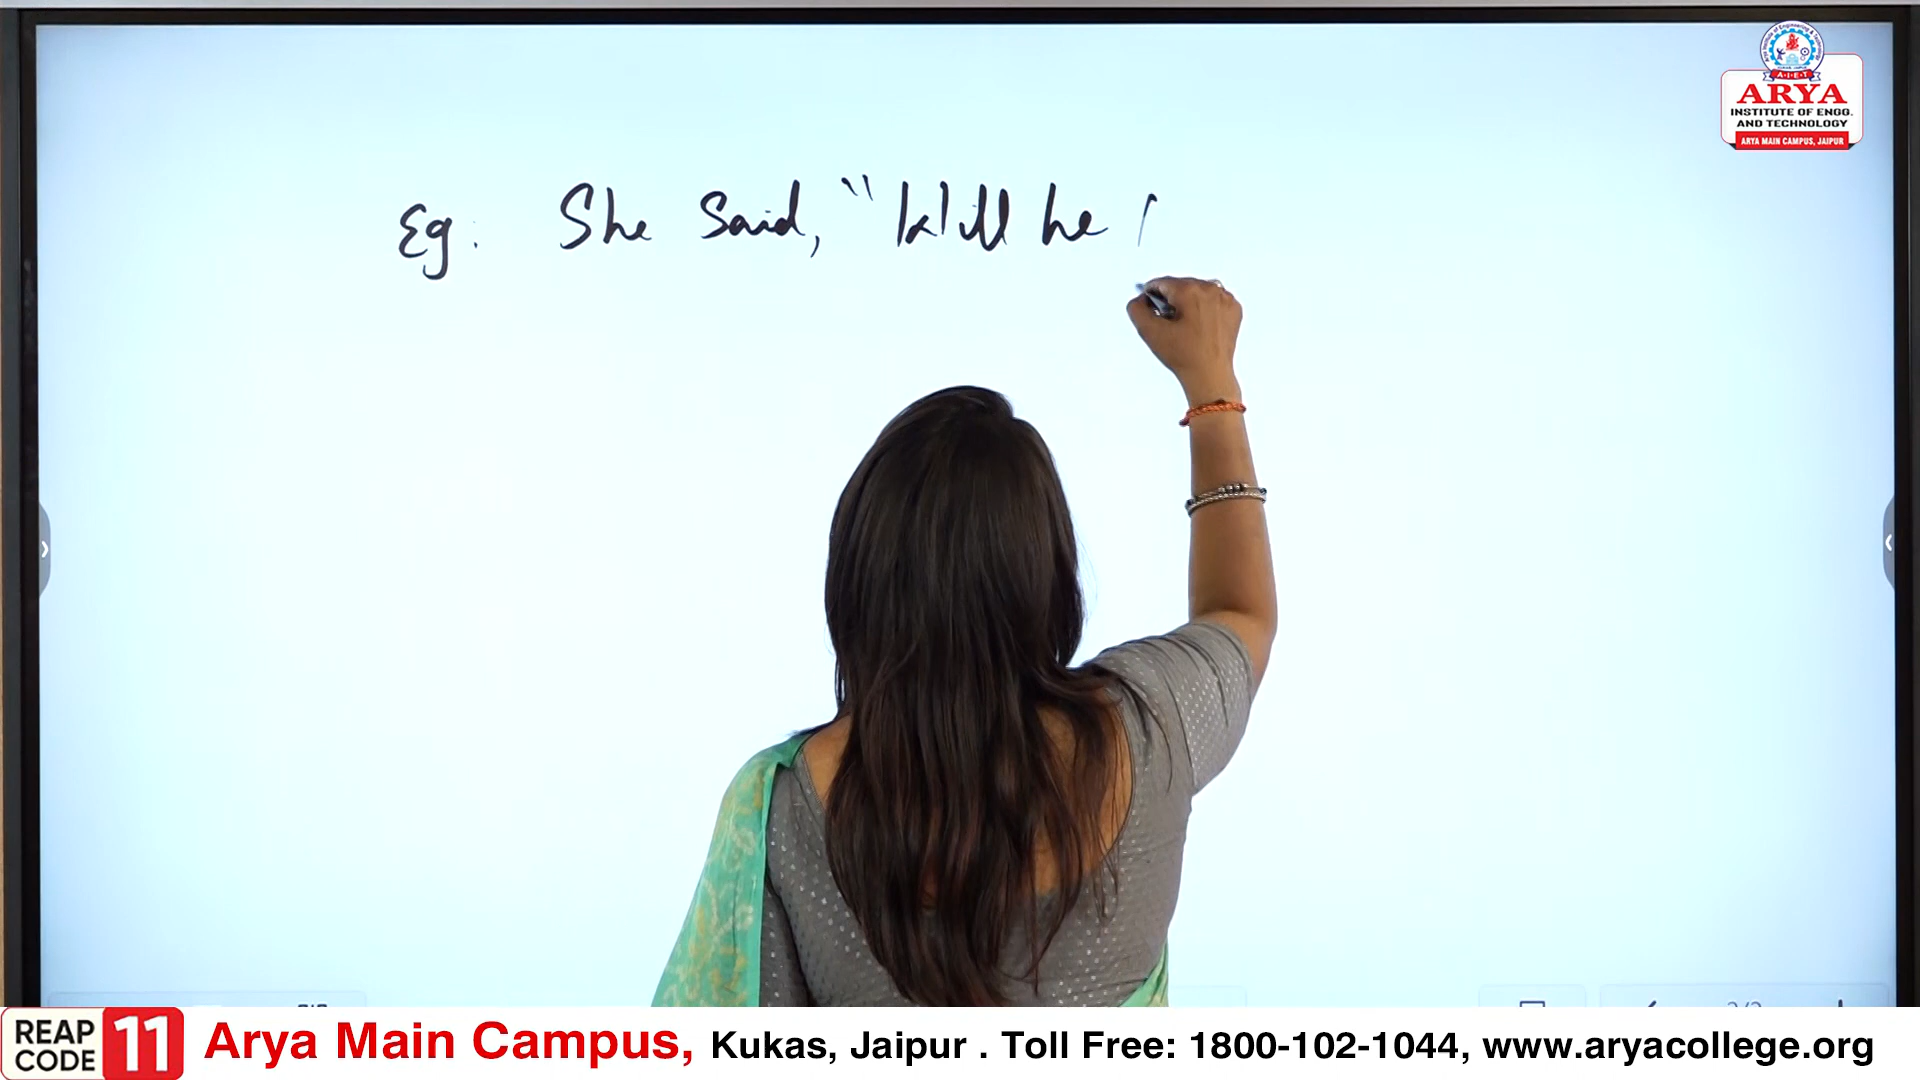 Eg: She Said, "Will he
A.I.E.T
ARYA
INSTITUTE OF ENGG.
AND TECHNOLOGY
ARYA MAIN CAMPUS, JAIPUR
REAP
CODE
11
Arya Main Campus, Kukas, Jaipur . Toll Free: 1800-102-1044, www.aryacollege.org